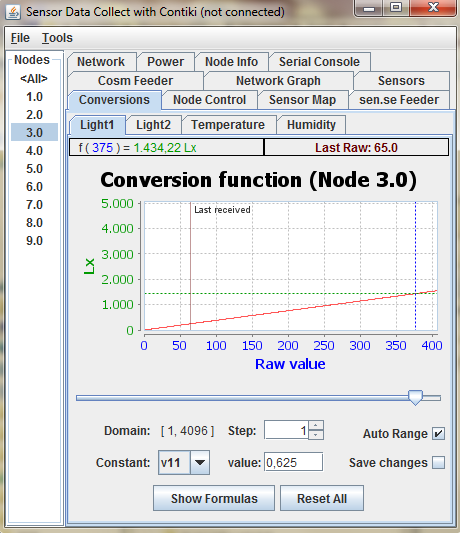 Sensor Data Collect with Contiki (not connected)
File Tools
Nodes
<All>
1.0
2.0
3.0
4.0
5.0
6.0
7.0
8.0
9.0
Network Power Node Info Serial Console
Cosm Feeder Network Graph Sensors
Conversions Node Control Sensor Map sen.se Feeder
Light1 Light2 Temperature Humidity
f ( 375 ) = 1.434,22 Lx Last Raw: 65.0
Conversion function (Node 3.0)
Last received
5.000
4.000
3.000
2.000
1.000
0
Lx
0 50 100 150 200 250 300 350 400
Raw value
Domain: [ 1, 4096 ] Step: 1 Auto Range
Constant: v11 value: 0,625 Save changes
Show Formulas Reset All